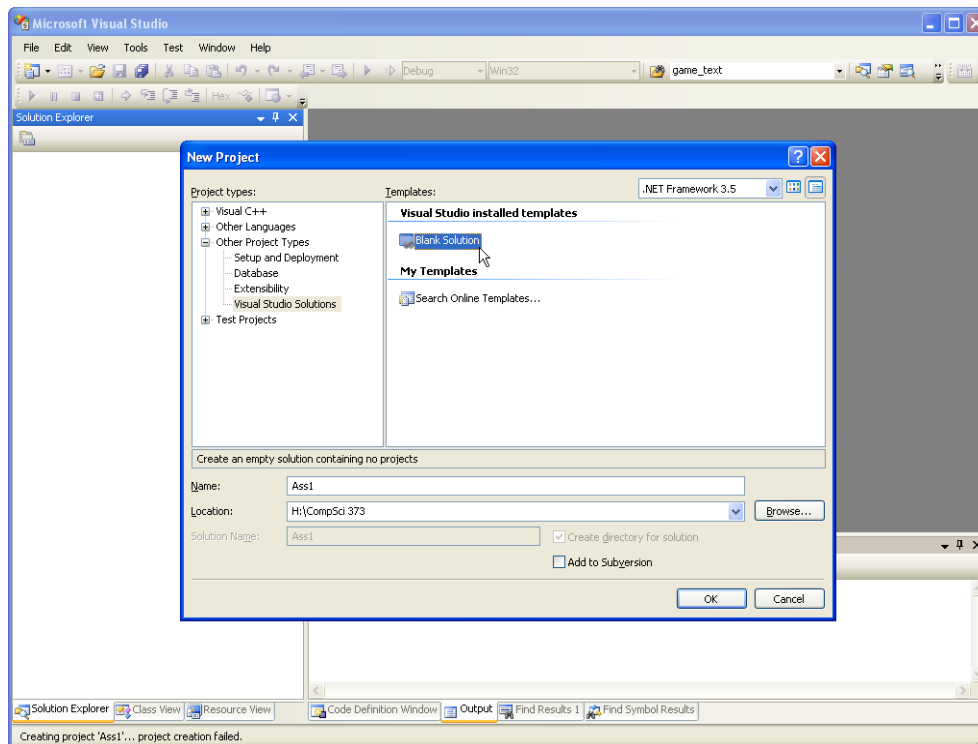 Microsoft Visual Studio
File Edit View Tools Test Window Help
Debug Win32 game_text
Hex
Solution Explorer
New Project
Project types:
Templates:
.NET Framework 3.5
Visual C++
Other Languages
Other Project Types
Setup and Deployment
Database
Extensibility
Visual Studio Solutions
Test Projects
Visual Studio installed templates
Blank Solution
My Templates
Search Online Templates...
Create an empty solution containing no projects
Name: Ass1
Location: H:\CompSci 373 Browse...
Solution Name: Ass1 Create directory for solution
Add to Subversion
OK Cancel
Solution Explorer Class View Resource View Code Definition Window Output Find Results 1 Find Symbol Results
Creating project 'Ass1'... project creation failed.